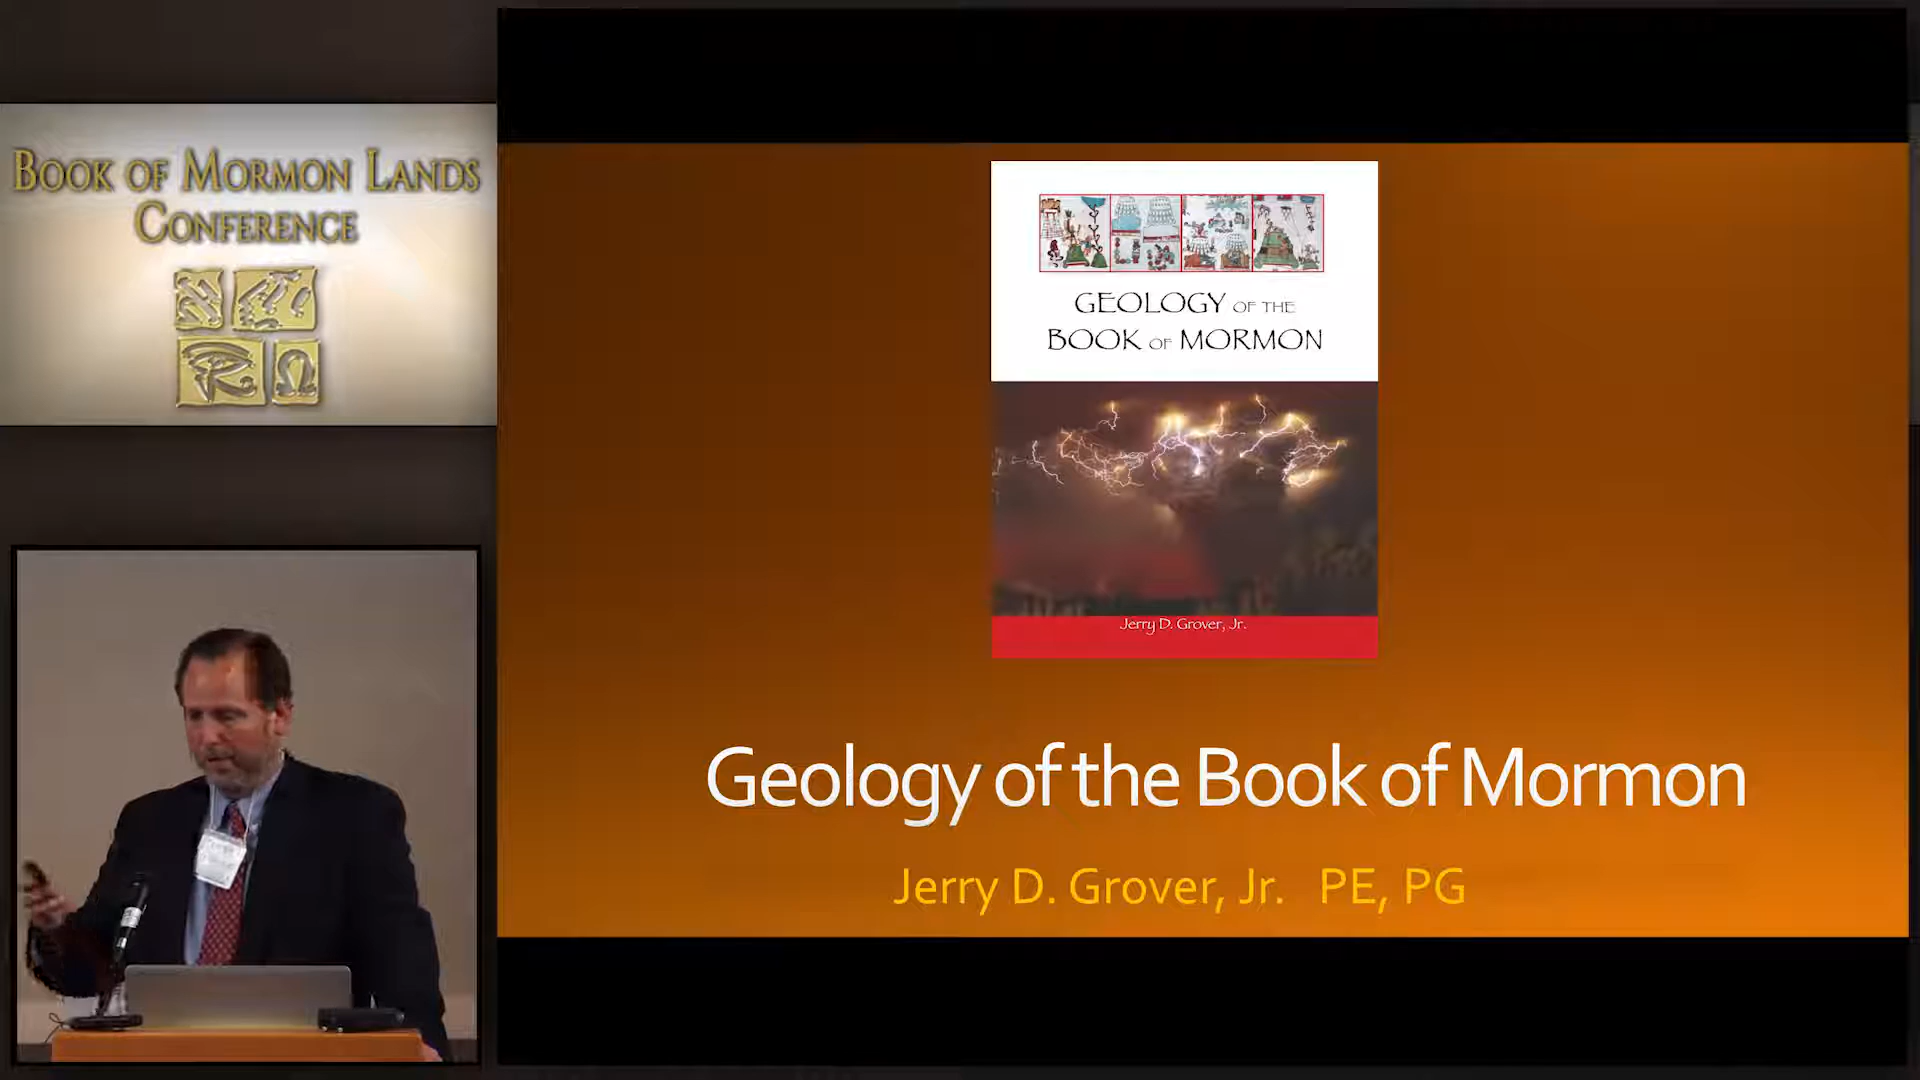 BOOK OF MORMON LANDS
CONFERENCE
GEOLOGY OF THE
BOOK OF MORMON
Jerry D. Grover, Jr.
Geology of the Book of Mormon
Jerry D. Grover, Jr. PE, PG